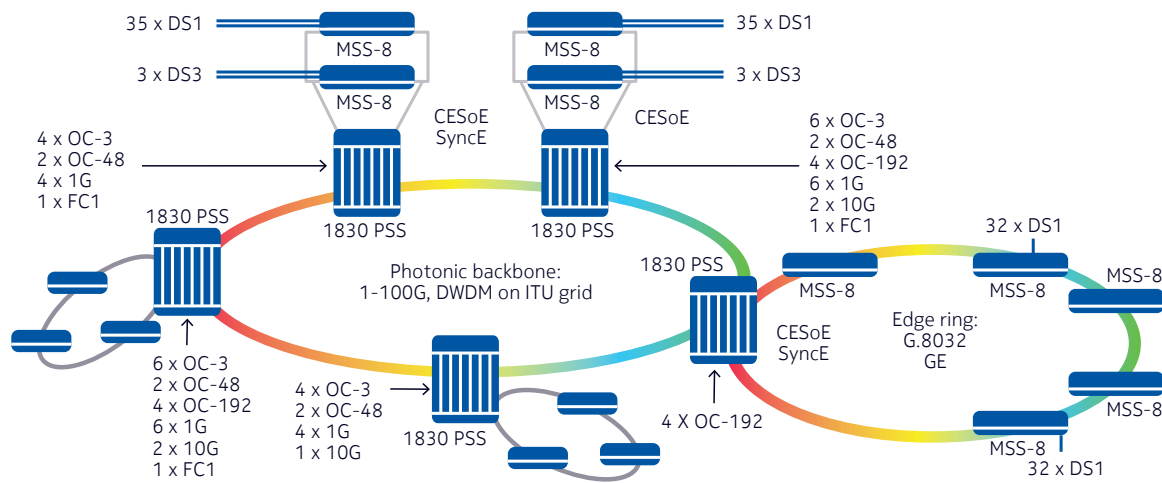 35 x DS1
MSS-8
3 x DS3
MSS-8
35 x DS1
MSS-8
3 x DS3
MSS-8
CESoE
SyncE
CESoE
4 x OC-3
2 x OC-48
4 x 1G
1 x FC1
6 x OC-3
2 x OC-48
4 x OC-192
6 x 1G
2 x 10G
1 x FC1
1830 PSS
1830 PSS
1830 PSS
Photonic backbone:
1-100G, DWDM on ITU grid
1830 PSS
MSS-8
32 x DS1
MSS-8
MSS-8
CESoE
SyncE
Edge ring:
G.8032
GE
MSS-8
MSS-8
32 x DS1
4 X OC-192
6 x OC-3
2 x OC-48
4 x OC-192
6 x 1G
2 x 10G
1 x FC1
4 x OC-3
2 x OC-48
4 x 1G
1 x 10G
1830 PSS